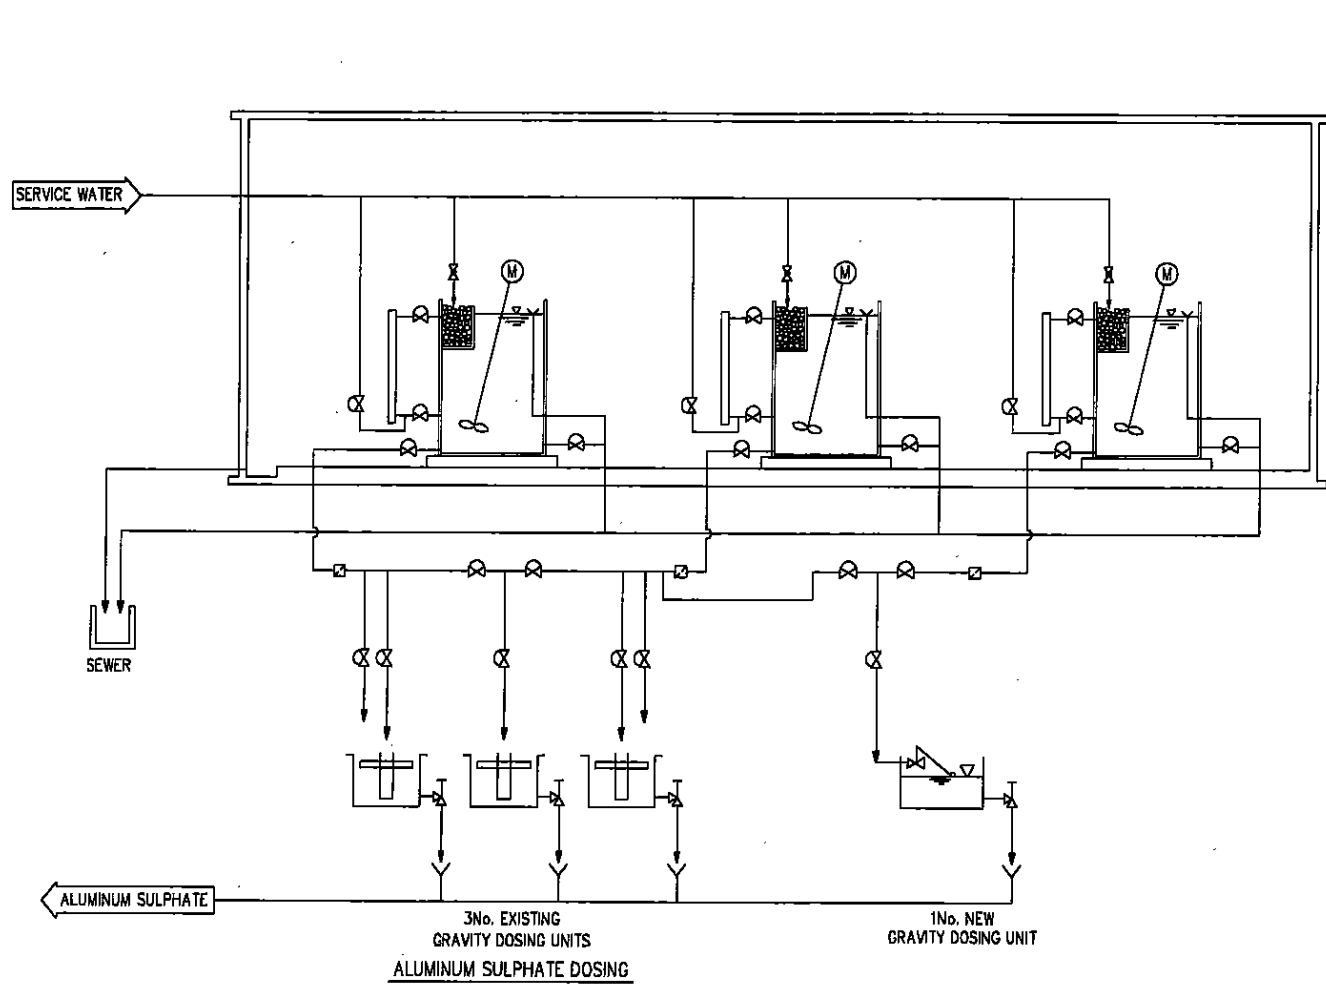 SERVICE WATER
M
M
M
SEWER
ALUMINUM SULPHATE
3No. EXISTING
GRAVITY DOSING UNITS
1No. NEW
GRAVITY DOSING UNIT
ALUMINUM SULPHATE DOSING